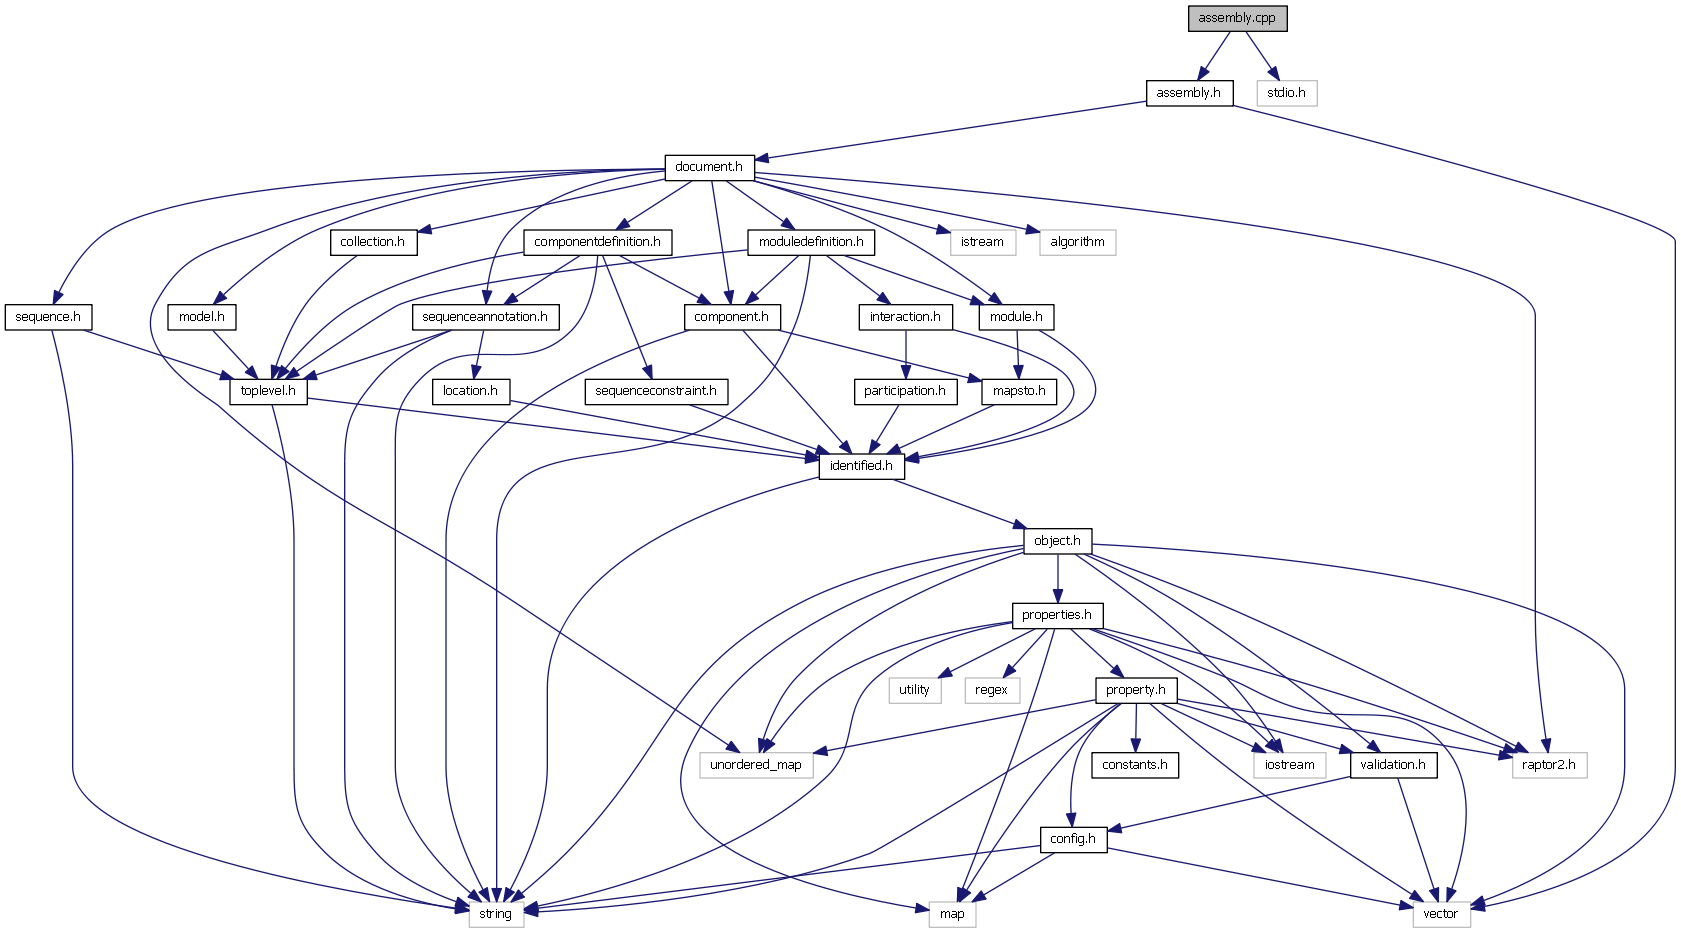 assembly.cpp
assembly.h
stdio.h
document.h
collection.h
componentdefinition.h
moduledefinition.h
istream
algorithm
sequence.h
model.h
sequenceannotation.h
component.h
interaction.h
module.h
toplevel.h
location.h
sequenceconstraint.h
participation.h
mapsto.h
identified.h
object.h
properties.h
utility
regex
property.h
unordered_map
constants.h
iostream
validation.h
raptor2.h
config.h
string
map
vector